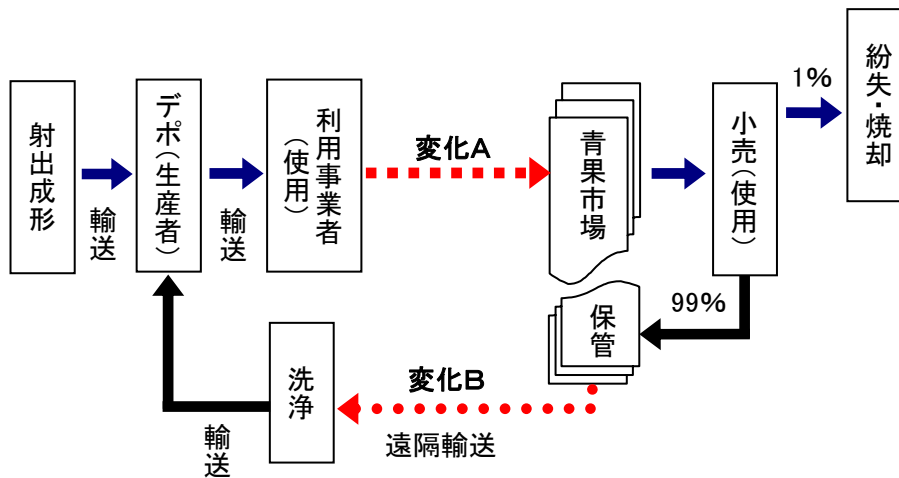 射出成形
輸送
デポ(生産者)
輸送
利用事業者
(使用)
変化A
青果市場
小売(使用)
1%
紛失・焼却
99%
保管
変化B
遠隔輸送
洗浄
輸送